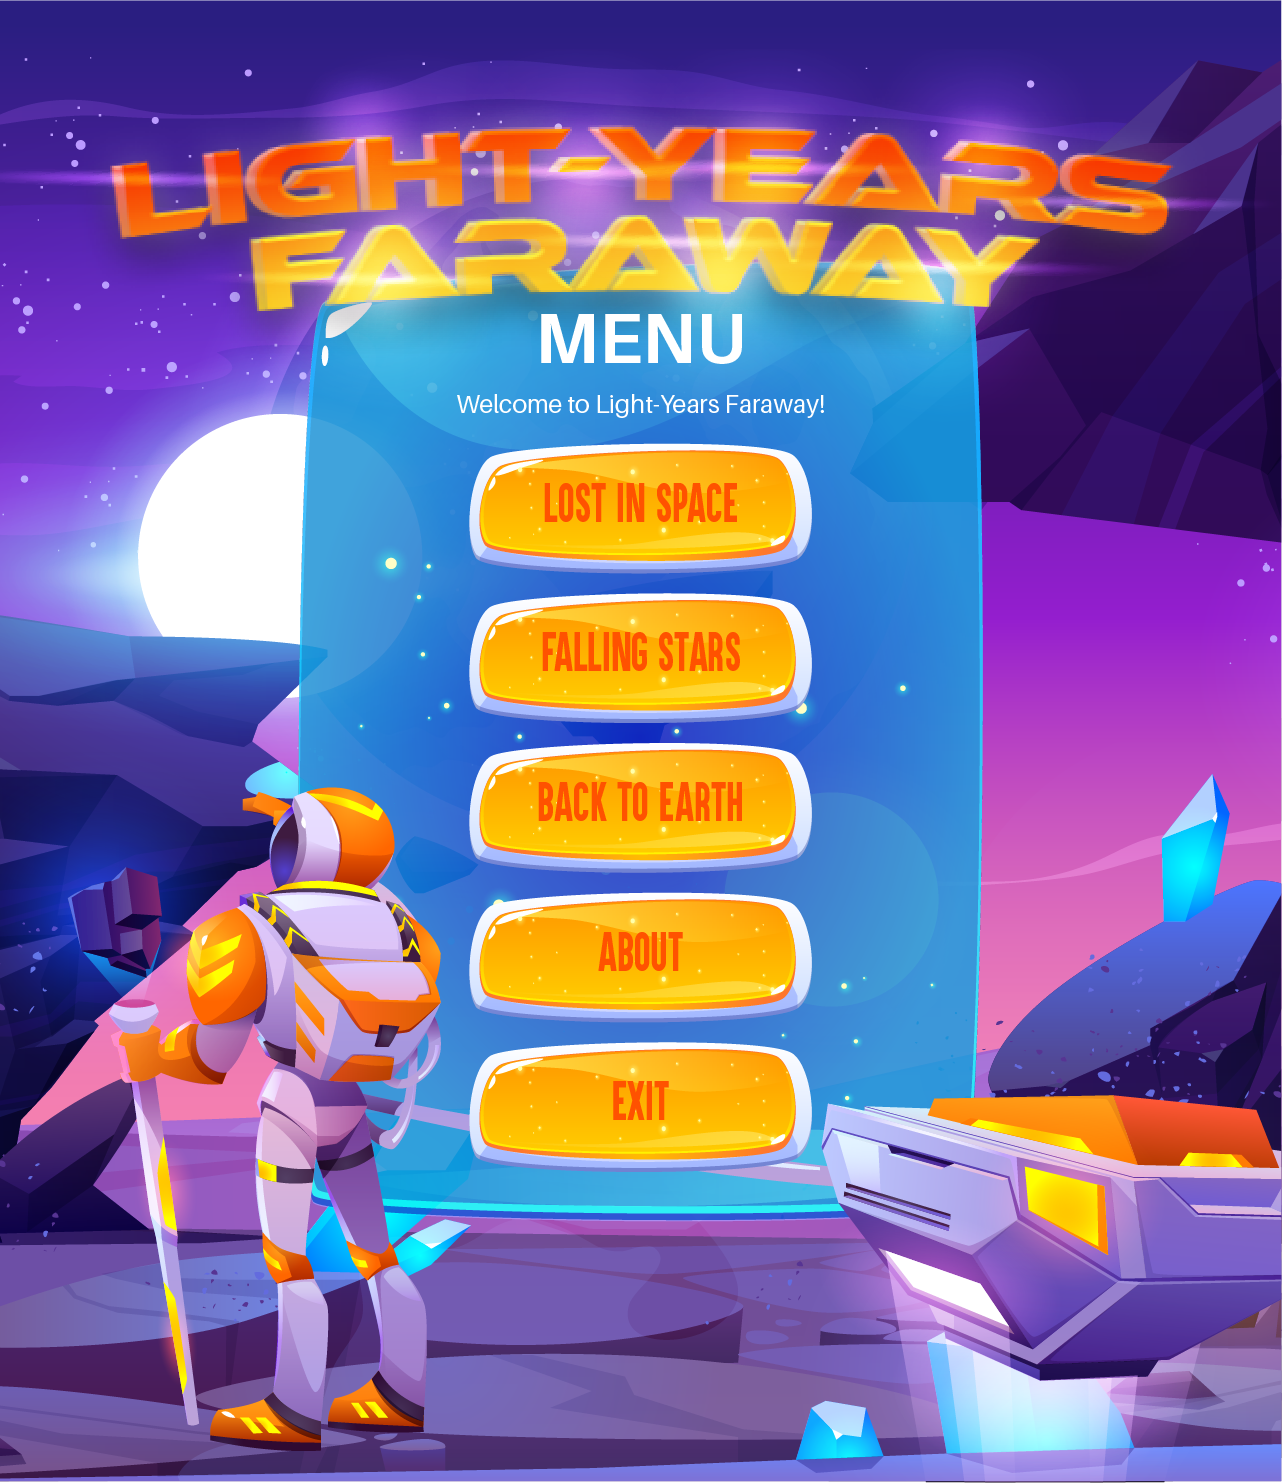 LIGHT-YEARS
FARAWAY
MENU
Welcome to Light-Years Faraway!
LOST IN SPACE
FALLING STARS
BACK TO EARTH
ABOUT
EXIT